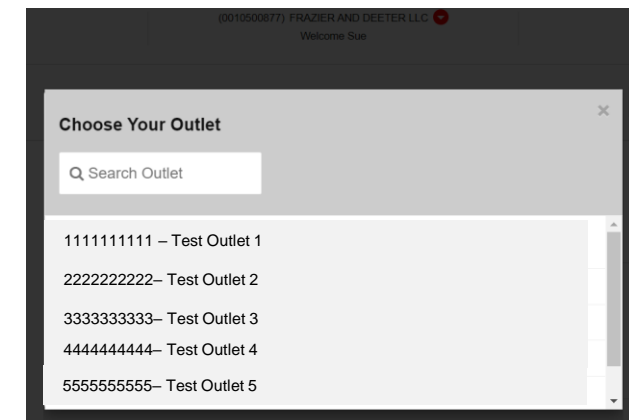 (0010500877) FRAZIER AND DEETER LLC
Welcome Sue
Choose Your Outlet
Search Outlet
1111111111 – Test Outlet 1
2222222222– Test Outlet 2
3333333333– Test Outlet 3
4444444444– Test Outlet 4
5555555555– Test Outlet 5